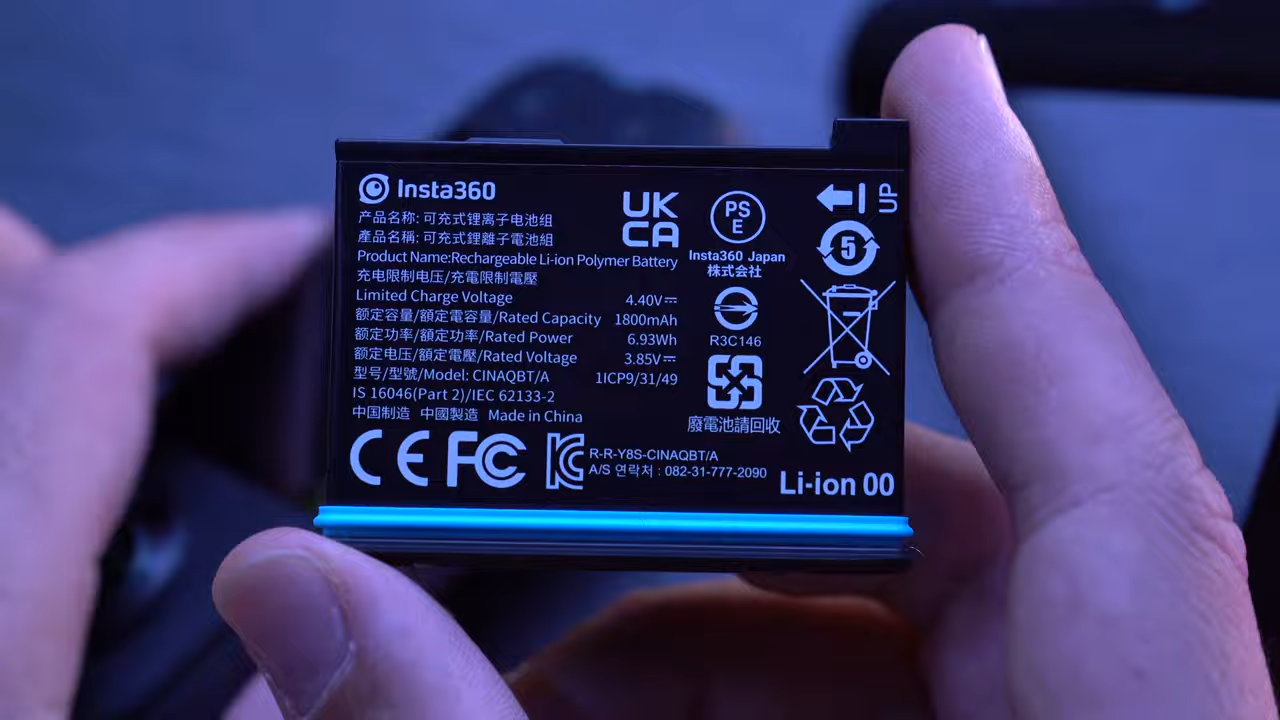 Insta360
产品名称: 可充式锂离子电池组
產品名稱: 可充式鋰離子電池組
Product Name:Rechargeable Li-ion Polymer Battery
充电限制电压/充電限制電壓
Limited Charge Voltage 4.40V⎓
额定容量/額定電容量/Rated Capacity 1800mAh
额定功率/額定功率/Rated Power 6.93Wh
额定电压/額定電壓/Rated Voltage 3.85V⎓
型号/型號/Model: CINAQBT/A 1ICP9/31/49
IS 16046(Part 2)/IEC 62133-2
中国制造 中國製造 Made in China
CE FC KC
R-R-Y8S-CINAQBT/A
A/S 연락처 : 082-31-777-2090
UK
CA
PS
E
Insta360 Japan
株式会社
R3C146
廢電池請回收
UP
5
Li-ion 00